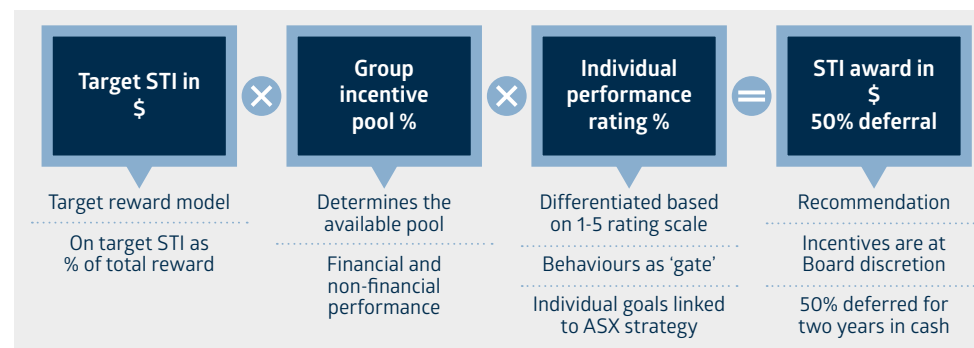 Target STI in
$
Group
incentive
pool %
Individual
performance
rating %
STI award in
$
50% deferral
Target reward model
On target STI as
% of total reward
Determines the
available pool
Financial and
non-financial
performance
Differentiated based
on 1-5 rating scale
Behaviours as ‘gate’
Individual goals linked
to ASX strategy
Recommendation
Incentives are at
Board discretion
50% deferred for
two years in cash